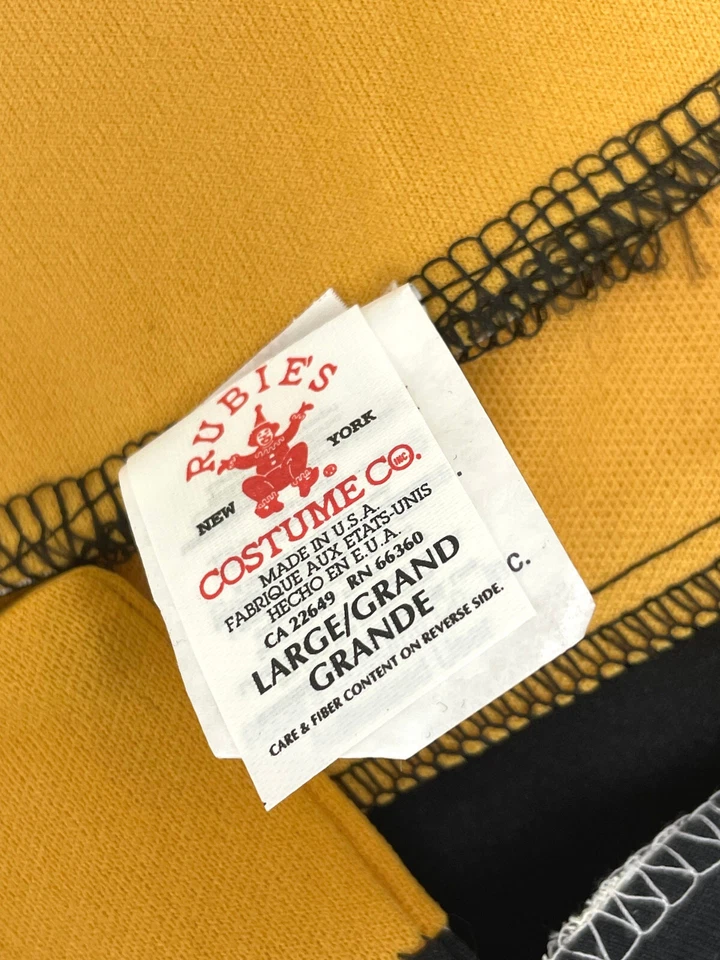 RUBIE'S
NEW YORK
COSTUME CO. INC
MADE IN U.S.A.
FABRIQUE AUX ETATS-UNIS
HECHO EN E.U.A.
CA 22649 RN 66360
LARGE/GRAND
GRANDE
CARE & FIBER CONTENT ON REVERSE SIDE.
C.